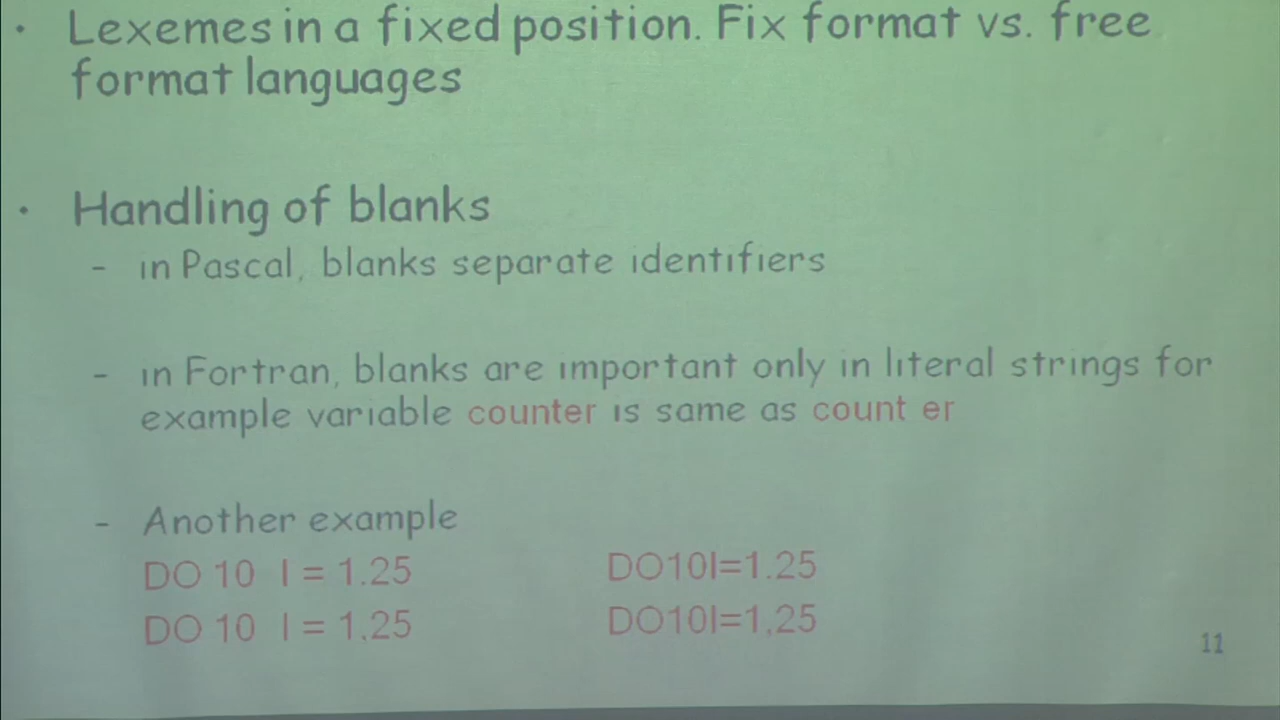 • Lexemes in a fixed position. Fix format vs. free
format languages
• Handling of blanks
- in Pascal, blanks separate identifiers
- in Fortran, blanks are important only in literal strings for
example variable counter is same as count er
- Another example
DO 10 I = 1.25 DO10I=1.25
DO 10 I = 1,25 DO10I=1,25
11